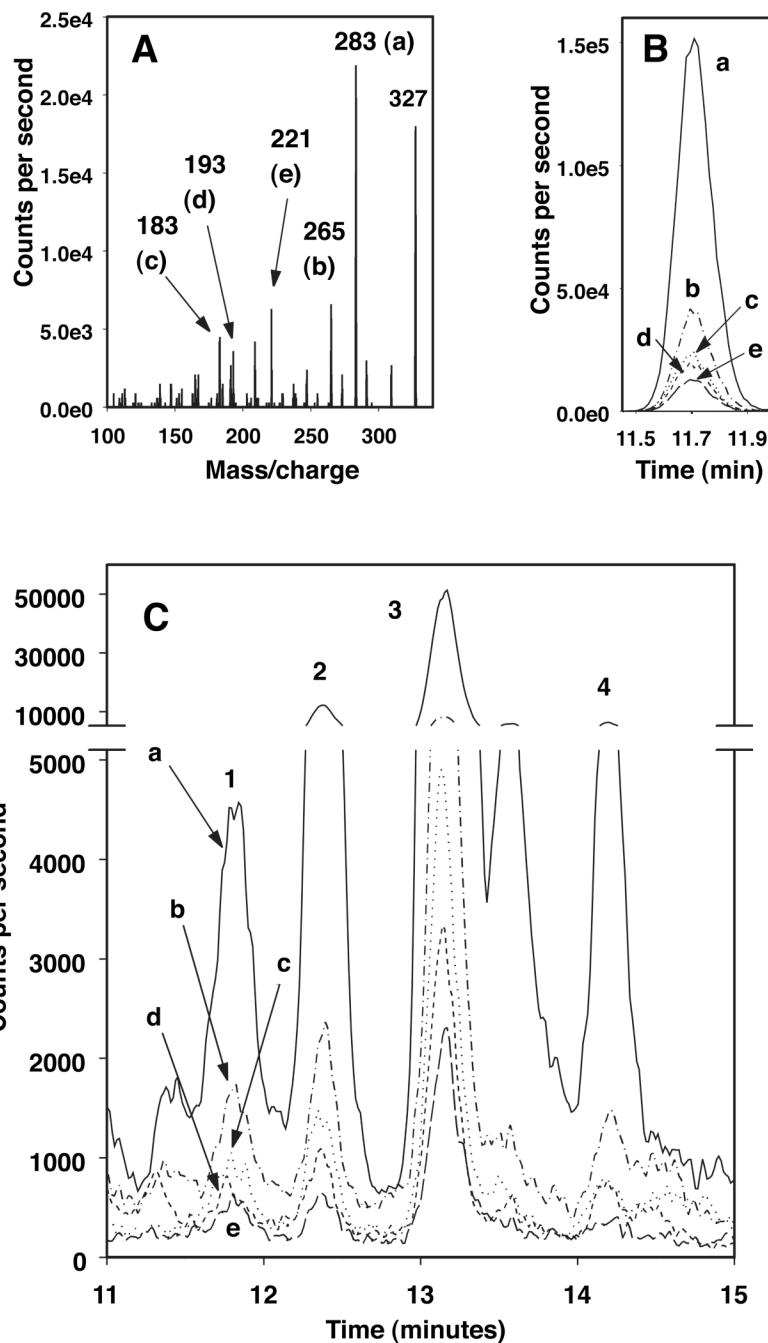 A
2.5e4
2.0e4
1.5e4
1.0e4
5.0e3
0.0e0
Counts per second
283 (a)
327
221
(e)
193
(d)
265
(b)
183
(c)
100 150 200 250 300
Mass/charge
B
1.5e5
1.0e5
5.0e4
0.0e0
Counts per second
a
b
c
d
e
11.5 11.7 11.9
Time (min)
C
50000
30000
10000
5000
4000
3000
2000
1000
0
per second
1
2
3
4
a
b
c
d
e
11 12 13 14 15
Time (minutes)